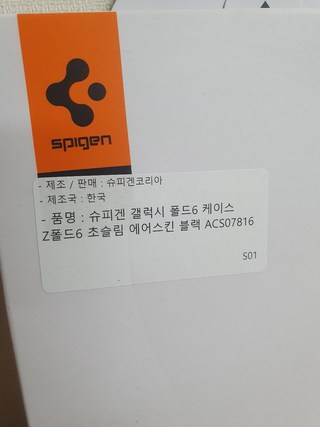 spigen
- 제조 / 판매 : 슈피겐코리아
- 제조국 : 한국
- 품명 : 슈피겐 갤럭시 폴드6 케이스
Z폴드6 초슬림 에어스킨 블랙 ACS07816
S01